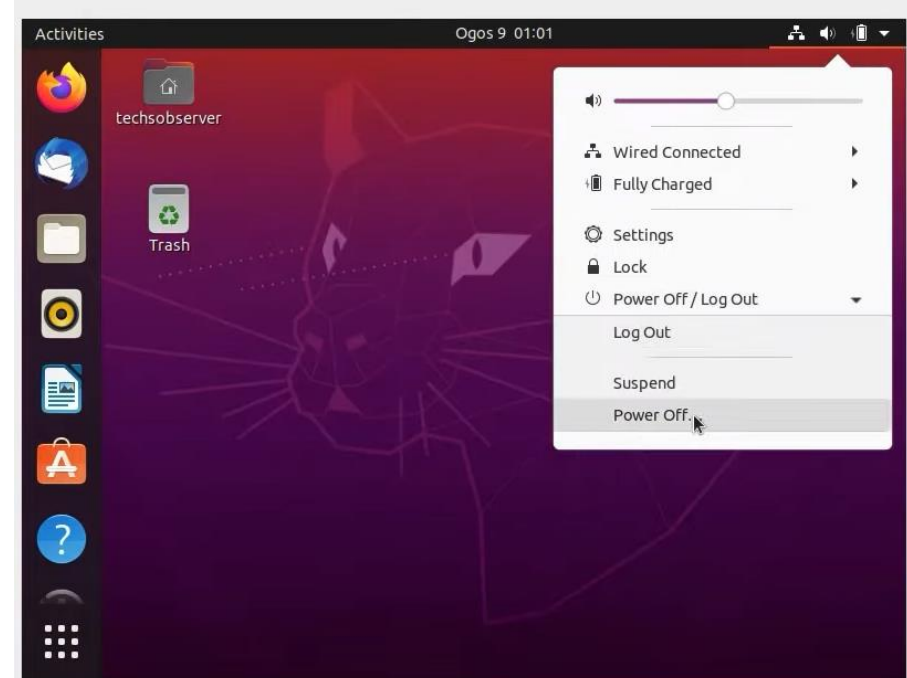 Activities
Ogos 9 01:01
techsobserver
Trash
Wired Connected
Fully Charged
Settings
Lock
Power Off / Log Out
Log Out
Suspend
Power Off...